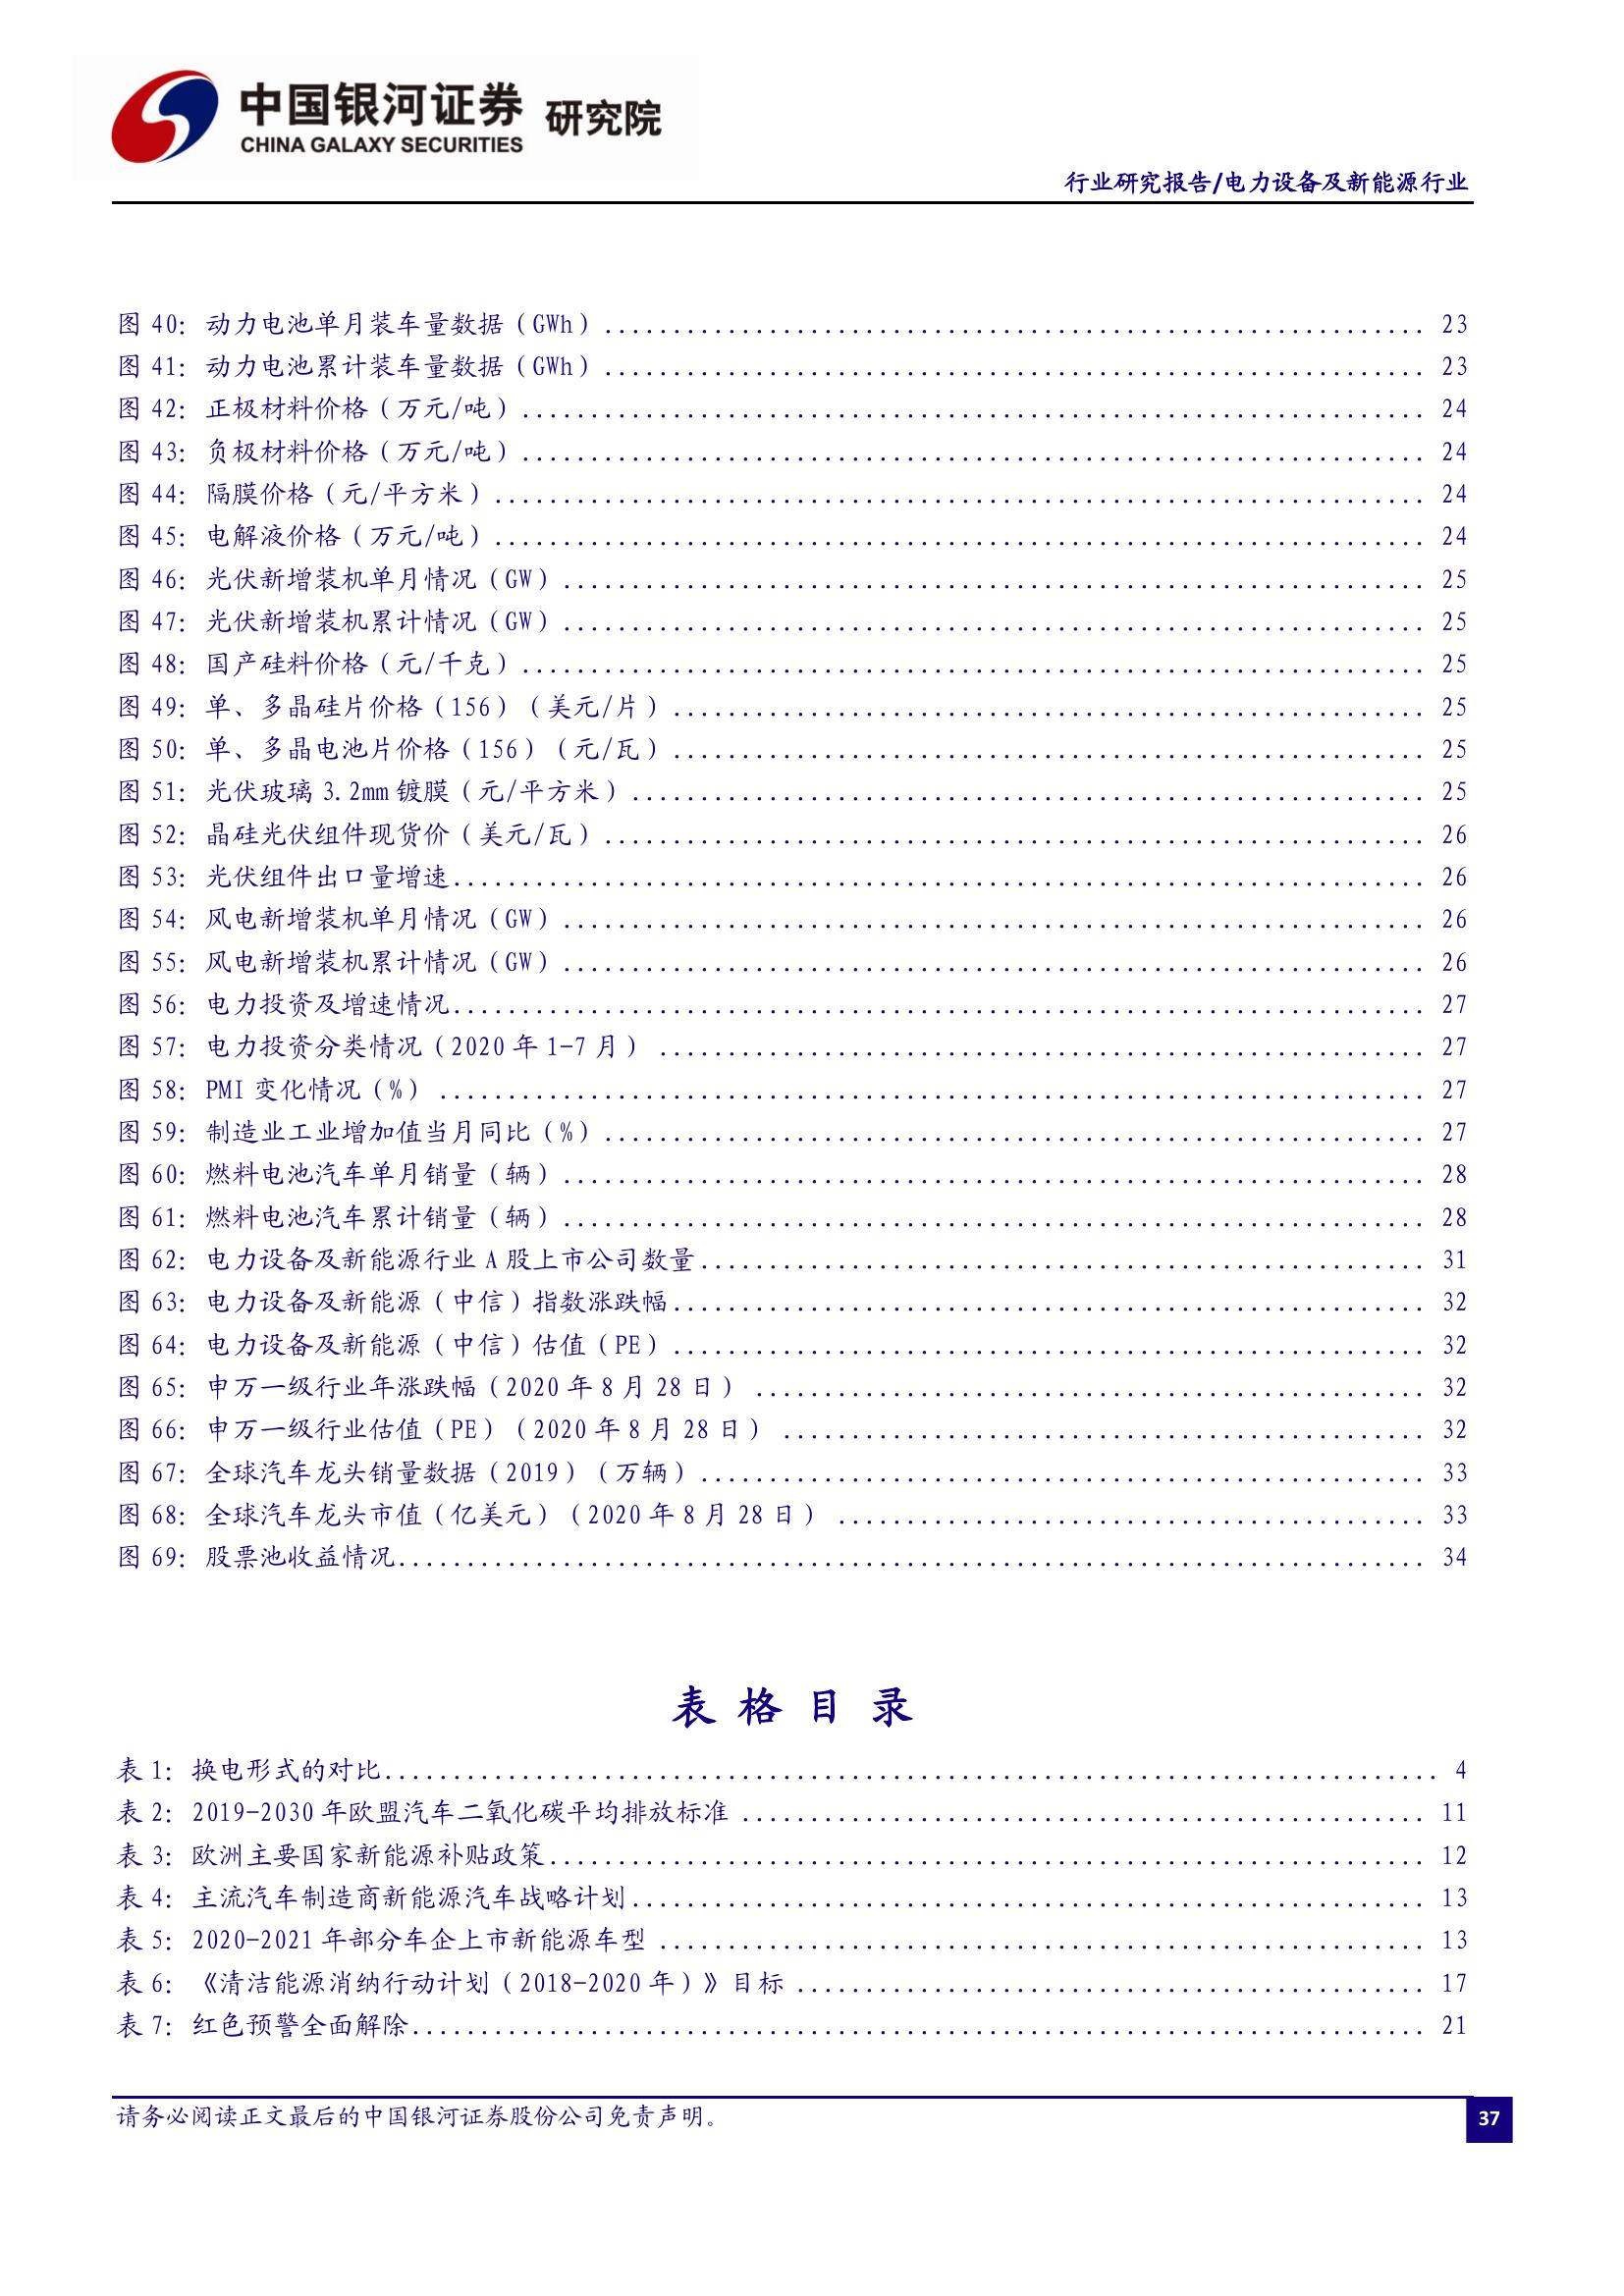 中国银河证券 研究院
CHINA GALAXY SECURITIES
行业研究报告/电力设备及新能源行业
图 40: 动力电池单月装车量数据（GWh） ........................................................ 23
图 41: 动力电池累计装车量数据（GWh） ........................................................ 23
图 42: 正极材料价格（万元/吨） ........................................................ 24
图 43: 负极材料价格（万元/吨） ........................................................ 24
图 44: 隔膜价格（元/平方米） ........................................................ 24
图 45: 电解液价格（万元/吨） ........................................................ 24
图 46: 光伏新增装机单月情况（GW） ........................................................ 25
图 47: 光伏新增装机累计情况（GW） ........................................................ 25
图 48: 国产硅料价格（元/千克） ........................................................ 25
图 49: 单、多晶硅片价格（156）（美元/片） ........................................................ 25
图 50: 单、多晶电池片价格（156）（元/瓦） ........................................................ 25
图 51: 光伏玻璃 3.2mm 镀膜（元/平方米） ........................................................ 25
图 52: 晶硅光伏组件现货价（美元/瓦） ........................................................ 26
图 53: 光伏组件出口量增速........................................................ 26
图 54: 风电新增装机单月情况（GW） ........................................................ 26
图 55: 风电新增装机累计情况（GW） ........................................................ 26
图 56: 电力投资及增速情况........................................................ 27
图 57: 电力投资分类情况（2020 年 1-7 月） ........................................................ 27
图 58: PMI 变化情况（%） ........................................................ 27
图 59: 制造业工业增加值当月同比（%） ........................................................ 27
图 60: 燃料电池汽车单月销量（辆） ........................................................ 28
图 61: 燃料电池汽车累计销量（辆） ........................................................ 28
图 62: 电力设备及新能源行业 A 股上市公司数量........................................................ 31
图 63: 电力设备及新能源（中信）指数涨跌幅........................................................ 32
图 64: 电力设备及新能源（中信）估值（PE） ........................................................ 32
图 65: 申万一级行业年涨跌幅（2020 年 8 月 28 日） ........................................................ 32
图 66: 申万一级行业估值（PE）（2020 年 8 月 28 日） ........................................................ 32
图 67: 全球汽车龙头销量数据（2019）（万辆） ........................................................ 33
图 68: 全球汽车龙头市值（亿美元）（2020 年 8 月 28 日） ........................................................ 33
图 69: 股票池收益情况........................................................ 34
表 格 目 录
表 1: 换电形式的对比........................................................ 4
表 2: 2019-2030 年欧盟汽车二氧化碳平均排放标准 ........................................................ 11
表 3: 欧洲主要国家新能源补贴政策........................................................ 12
表 4: 主流汽车制造商新能源汽车战略计划........................................................ 13
表 5: 2020-2021 年部分车企上市新能源车型 ........................................................ 13
表 6: 《清洁能源消纳行动计划（2018-2020 年）》目标 ........................................................ 17
表 7: 红色预警全面解除........................................................ 21
请务必阅读正文最后的中国银河证券股份公司免责声明。
37